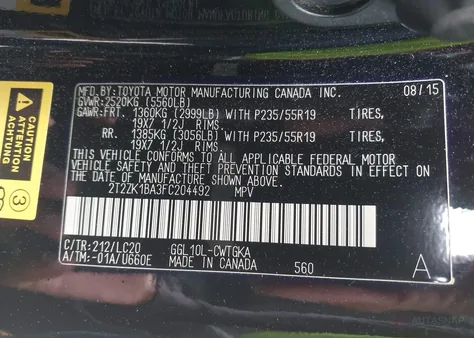 MFD.BY:TOYOTA MOTOR MANUFACTURING CANADA INC. 08/15
GVWR:2520KG (5560LB)
GAWR:FRT. 1360KG (2999LB) WITH P235/55R19 TIRES,
19X7 1/2J RIMS.
RR. 1385KG (3056LB) WITH P235/55R19 TIRES,
19X7 1/2J RIMS.
THIS VEHICLE CONFORMS TO ALL APPLICABLE FEDERAL MOTOR
VEHICLE SAFETY AND THEFT PREVENTION STANDARDS IN EFFECT ON
THE DATE OF MANUFACTURE SHOWN ABOVE.
2T2ZK1BA3FC204492 MPV
C/TR:212/LC20 GGL10L-CWTGKA
A/TM:-01A/U660E MADE IN CANADA 560 A
CAUTION
ATTENTION
ACHTUNG
3